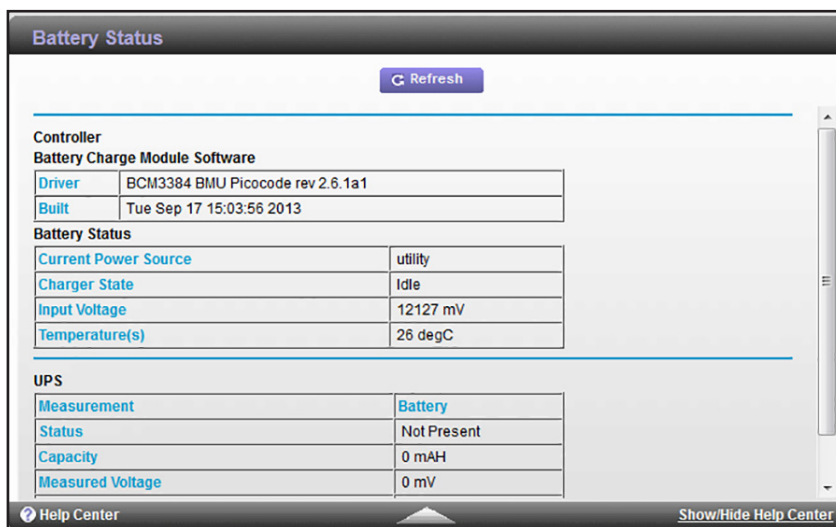 Battery Status
Refresh
Controller
Battery Charge Module Software
Driver BCM3384 BMU Picocode rev 2.6.1a1
Built Tue Sep 17 15:03:56 2013
Battery Status
Current Power Source utility
Charger State Idle
Input Voltage 12127 mV
Temperature(s) 26 degC
UPS
Measurement Battery
Status Not Present
Capacity 0 mAH
Measured Voltage 0 mV
Help Center Show/Hide Help Center